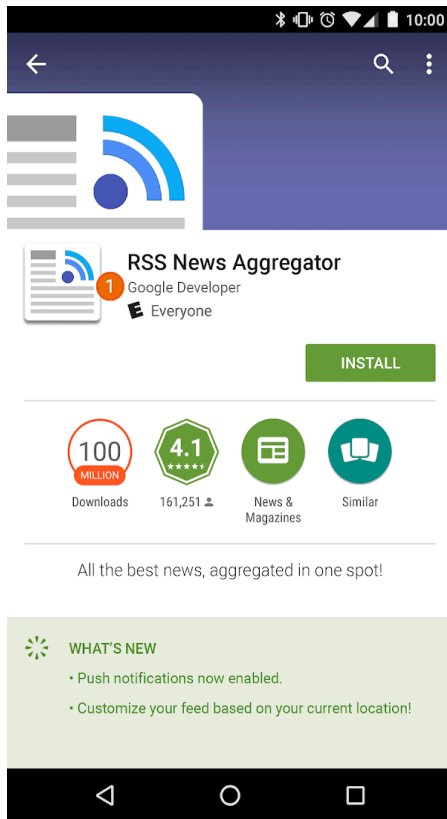 10:00
RSS News Aggregator
1
Google Developer
E Everyone
INSTALL
100
MILLION
Downloads
4.1
161,251
News &
Magazines
Similar
All the best news, aggregated in one spot!
WHAT'S NEW
• Push notifications now enabled.
• Customize your feed based on your current location!